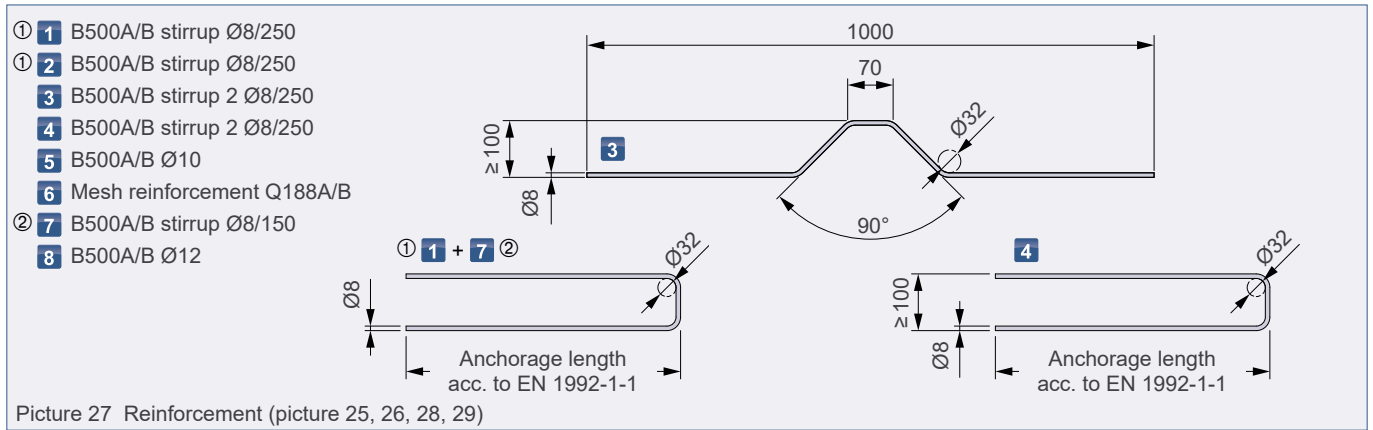 ① 1 B500A/B stirrup Ø8/250
① 2 B500A/B stirrup Ø8/250
3 B500A/B stirrup 2 Ø8/250
4 B500A/B stirrup 2 Ø8/250
5 B500A/B Ø10
6 Mesh reinforcement Q188A/B
② 7 B500A/B stirrup Ø8/150
8 B500A/B Ø12
1000
70
Ø32
≥ 100
3
Ø8
90°
① 1 + 7 ②
Ø32
Ø8
Anchorage length
acc. to EN 1992-1-1
4
Ø32
≥ 100
Ø8
Anchorage length
acc. to EN 1992-1-1
Picture 27 Reinforcement (picture 25, 26, 28, 29)